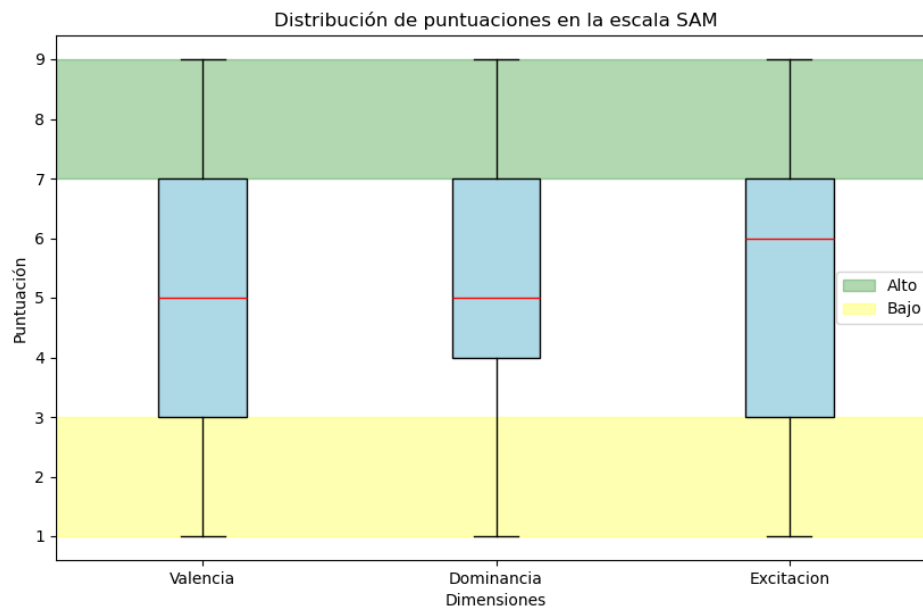 Distribución de puntuaciones en la escala SAM
Puntuación
9
8
7
6
5
4
3
2
1
Alto
Bajo
Valencia
Dominancia
Excitacion
Dimensiones